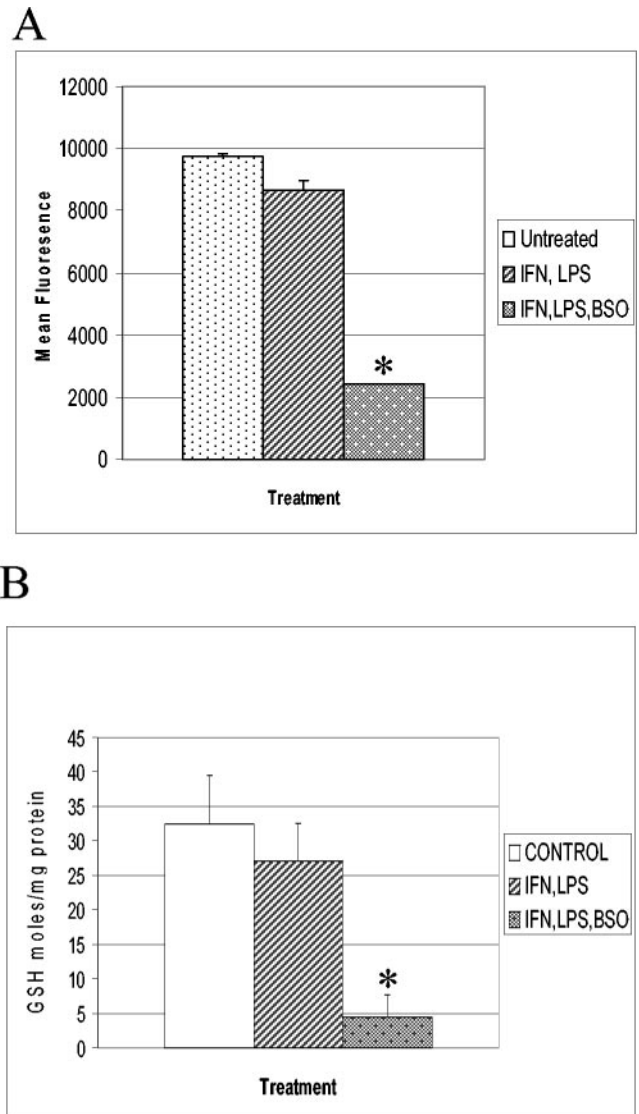 A
12000
10000
8000
6000
4000
2000
0
Mean Fluoresence
*
Treatment
Untreated
IFN, LPS
IFN,LPS,BSO
B
45
40
35
30
25
20
15
10
5
0
GSH moles/mg protein
*
Treatment
CONTROL
IFN,LPS
IFN,LPS,BSO